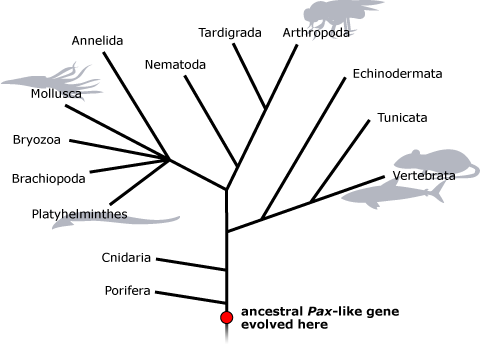 Tardigrada
Arthropoda
Annelida
Nematoda
Echinodermata
Mollusca
Tunicata
Bryozoa
Brachiopoda
Vertebrata
Platyhelminthes
Cnidaria
Porifera
ancestral Pax-like gene
evolved here